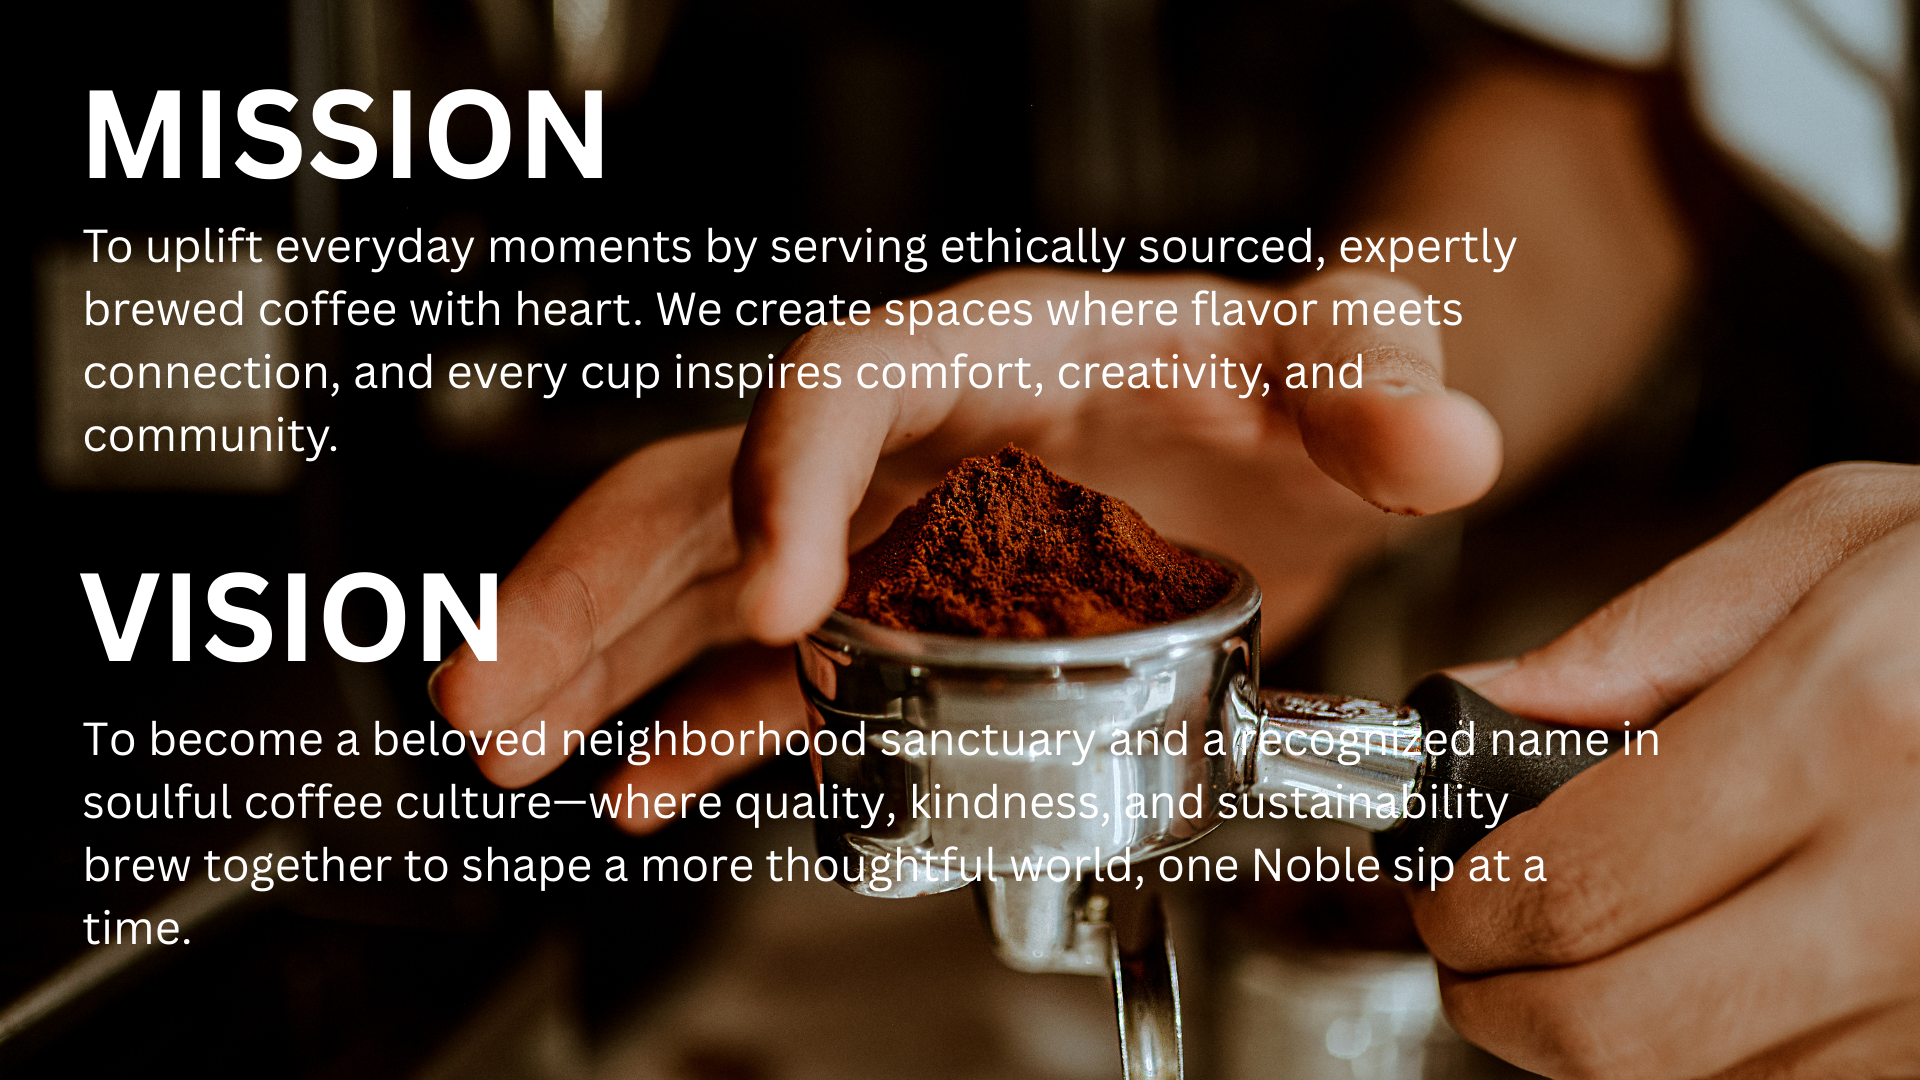 MISSION
To uplift everyday moments by serving ethically sourced, expertly
brewed coffee with heart. We create spaces where flavor meets
connection, and every cup inspires comfort, creativity, and
community.
VISION
To become a beloved neighborhood sanctuary and a recognized name in
soulful coffee culture—where quality, kindness, and sustainability
brew together to shape a more thoughtful world, one Noble sip at a
time.